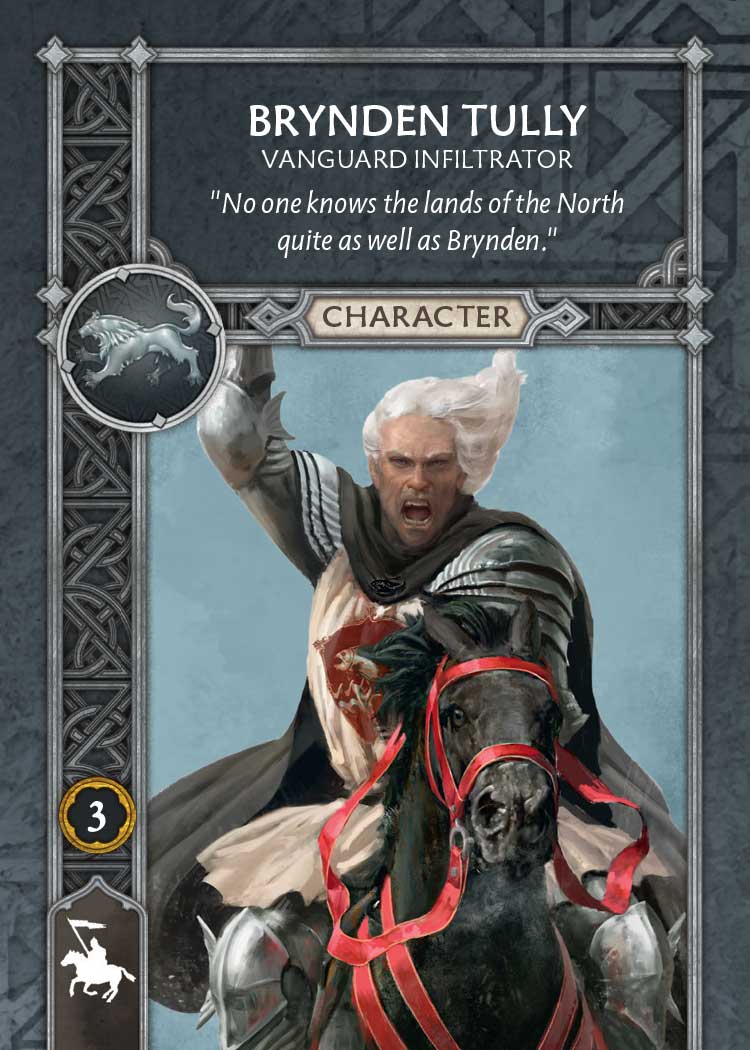 BRYNDEN TULLY
VANGUARD INFILTRATOR
"No one knows the lands of the North
quite as well as Brynden."
CHARACTER
3